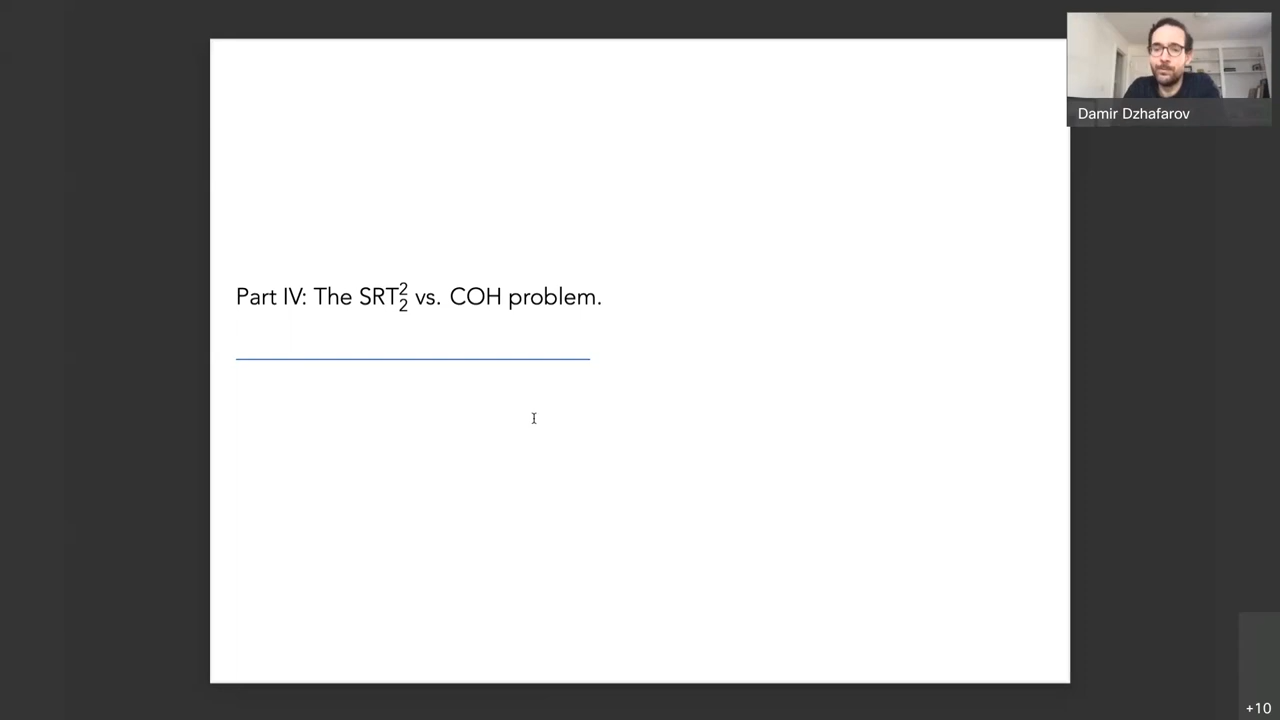 Damir Dzhafarov
Part IV: The SRT²₂ vs. COH problem.
+10